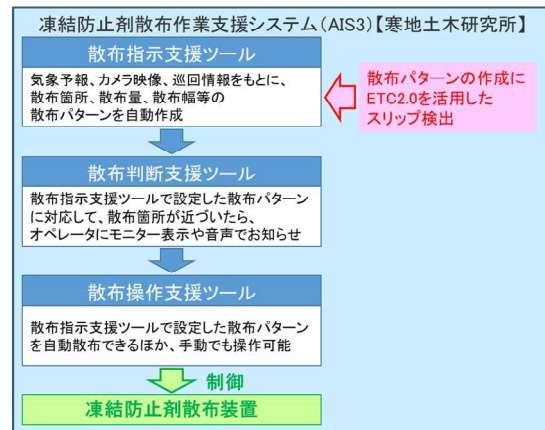 凍結防止剤散布作業支援システム(AIS3)【寒地土木研究所】
散布指示支援ツール
気象予報、カメラ映像、巡回情報をもとに、
散布箇所、散布量、散布幅等の
散布パターンを自動作成
散布パターンの作成に
ETC2.0を活用した
スリップ検出
散布判断支援ツール
散布指示支援ツールで設定した散布パターン
に対応して、散布箇所が近づいたら、
オペレータにモニター表示や音声でお知らせ
散布操作支援ツール
散布指示支援ツールで設定した散布パターン
を自動散布できるほか、手動でも操作可能
制御
凍結防止剤散布装置